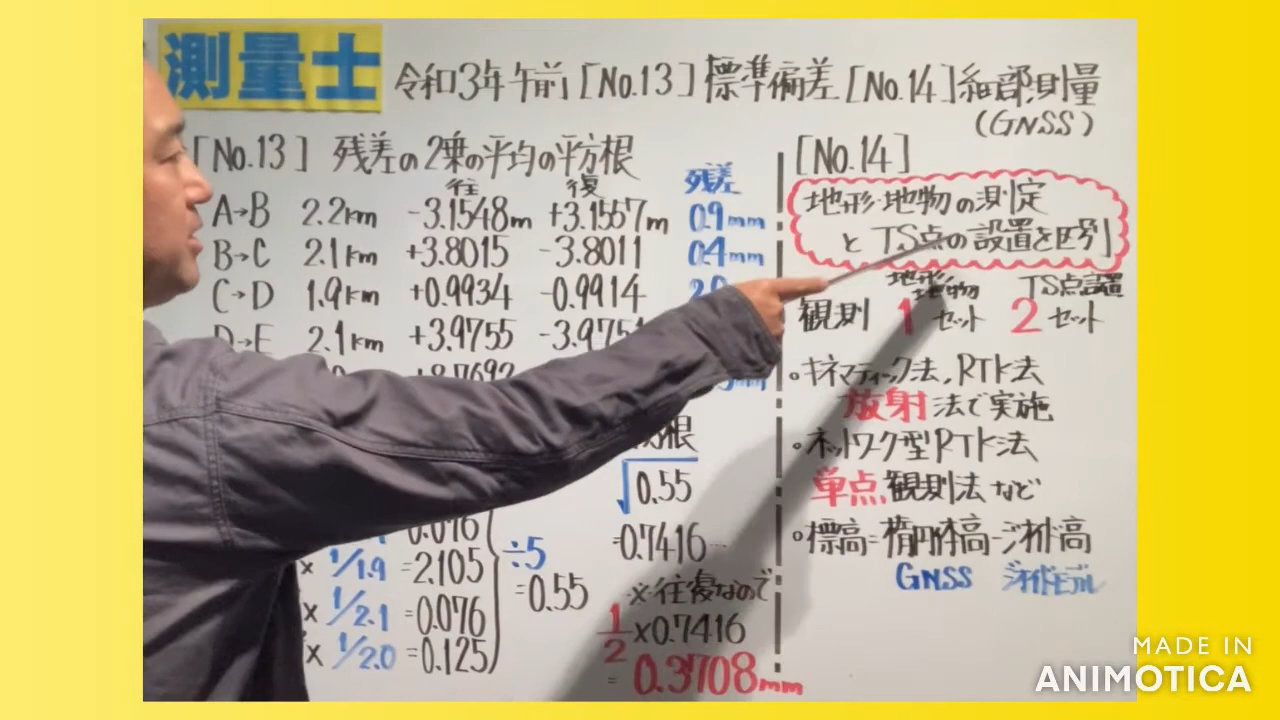 測量士
令和3年午前 [No.13] 標準偏差 [No.14] 細部測量
(GNSS)
[No.13] 残差の2乗の平均の平方根
往 復 残差
A→B 2.2km -3.1548m +3.1557m 0.9mm
B→C 2.1km +3.8015 -3.8011 0.4mm
C→D 1.9km +0.9934 -0.9914
D→E 2.1km +3.9755
+8.7692
√0.55
0.076
× 1/1.9 =2.105
× 1/2.1 =0.076
× 1/2.0 =0.125
÷5
=0.55
=0.7416…
※往復なので
1/2×0.7416
=0.3708mm
[No.14]
地形・地物の測定
とTS点の設置を区別
地形 地物 TS点設置
観測 1セット 2セット
・キネマティック法、RTK法
放射法で実施
・ネットワーク型RTK法
単点観測法など
・標高=楕円体高-ジオイド高
GNSS ジオイドモデル
MADE IN
ANIMOTICA